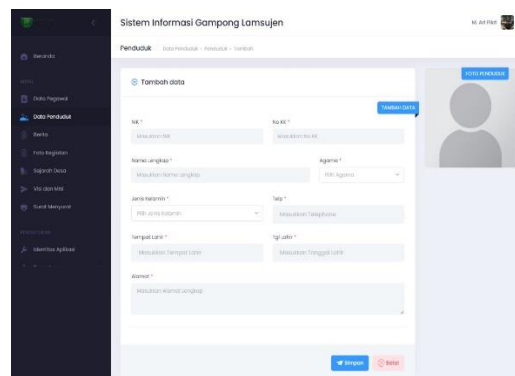 Sistem Informasi Gampong Lamsujen
Penduduk
Data Penduduk - Penduduk - Tambah
Beranda
Data Pegawai
Data Penduduk
Berita
Foto Kegiatan
Sejarah Desa
Visi dan Misi
Surat Menyurat
Identitas Aplikasi
Tambah data
TAMBAH DATA
FOTO PENDUDUK
NIK *
No KK *
Masukkan NIK
Masukkan No KK
Nama Lengkap *
Agama *
Masukkan Nama Lengkap
Pilih Agama
Jenis Kelamin *
Telp *
Pilih Jenis Kelamin
Masukkan Telephone
Tempat Lahir *
Tgl Lahir *
Masukkan Tempat Lahir
Masukkan Tanggal Lahir
Alamat *
Masukkan Alamat Lengkap
Simpan
Batal